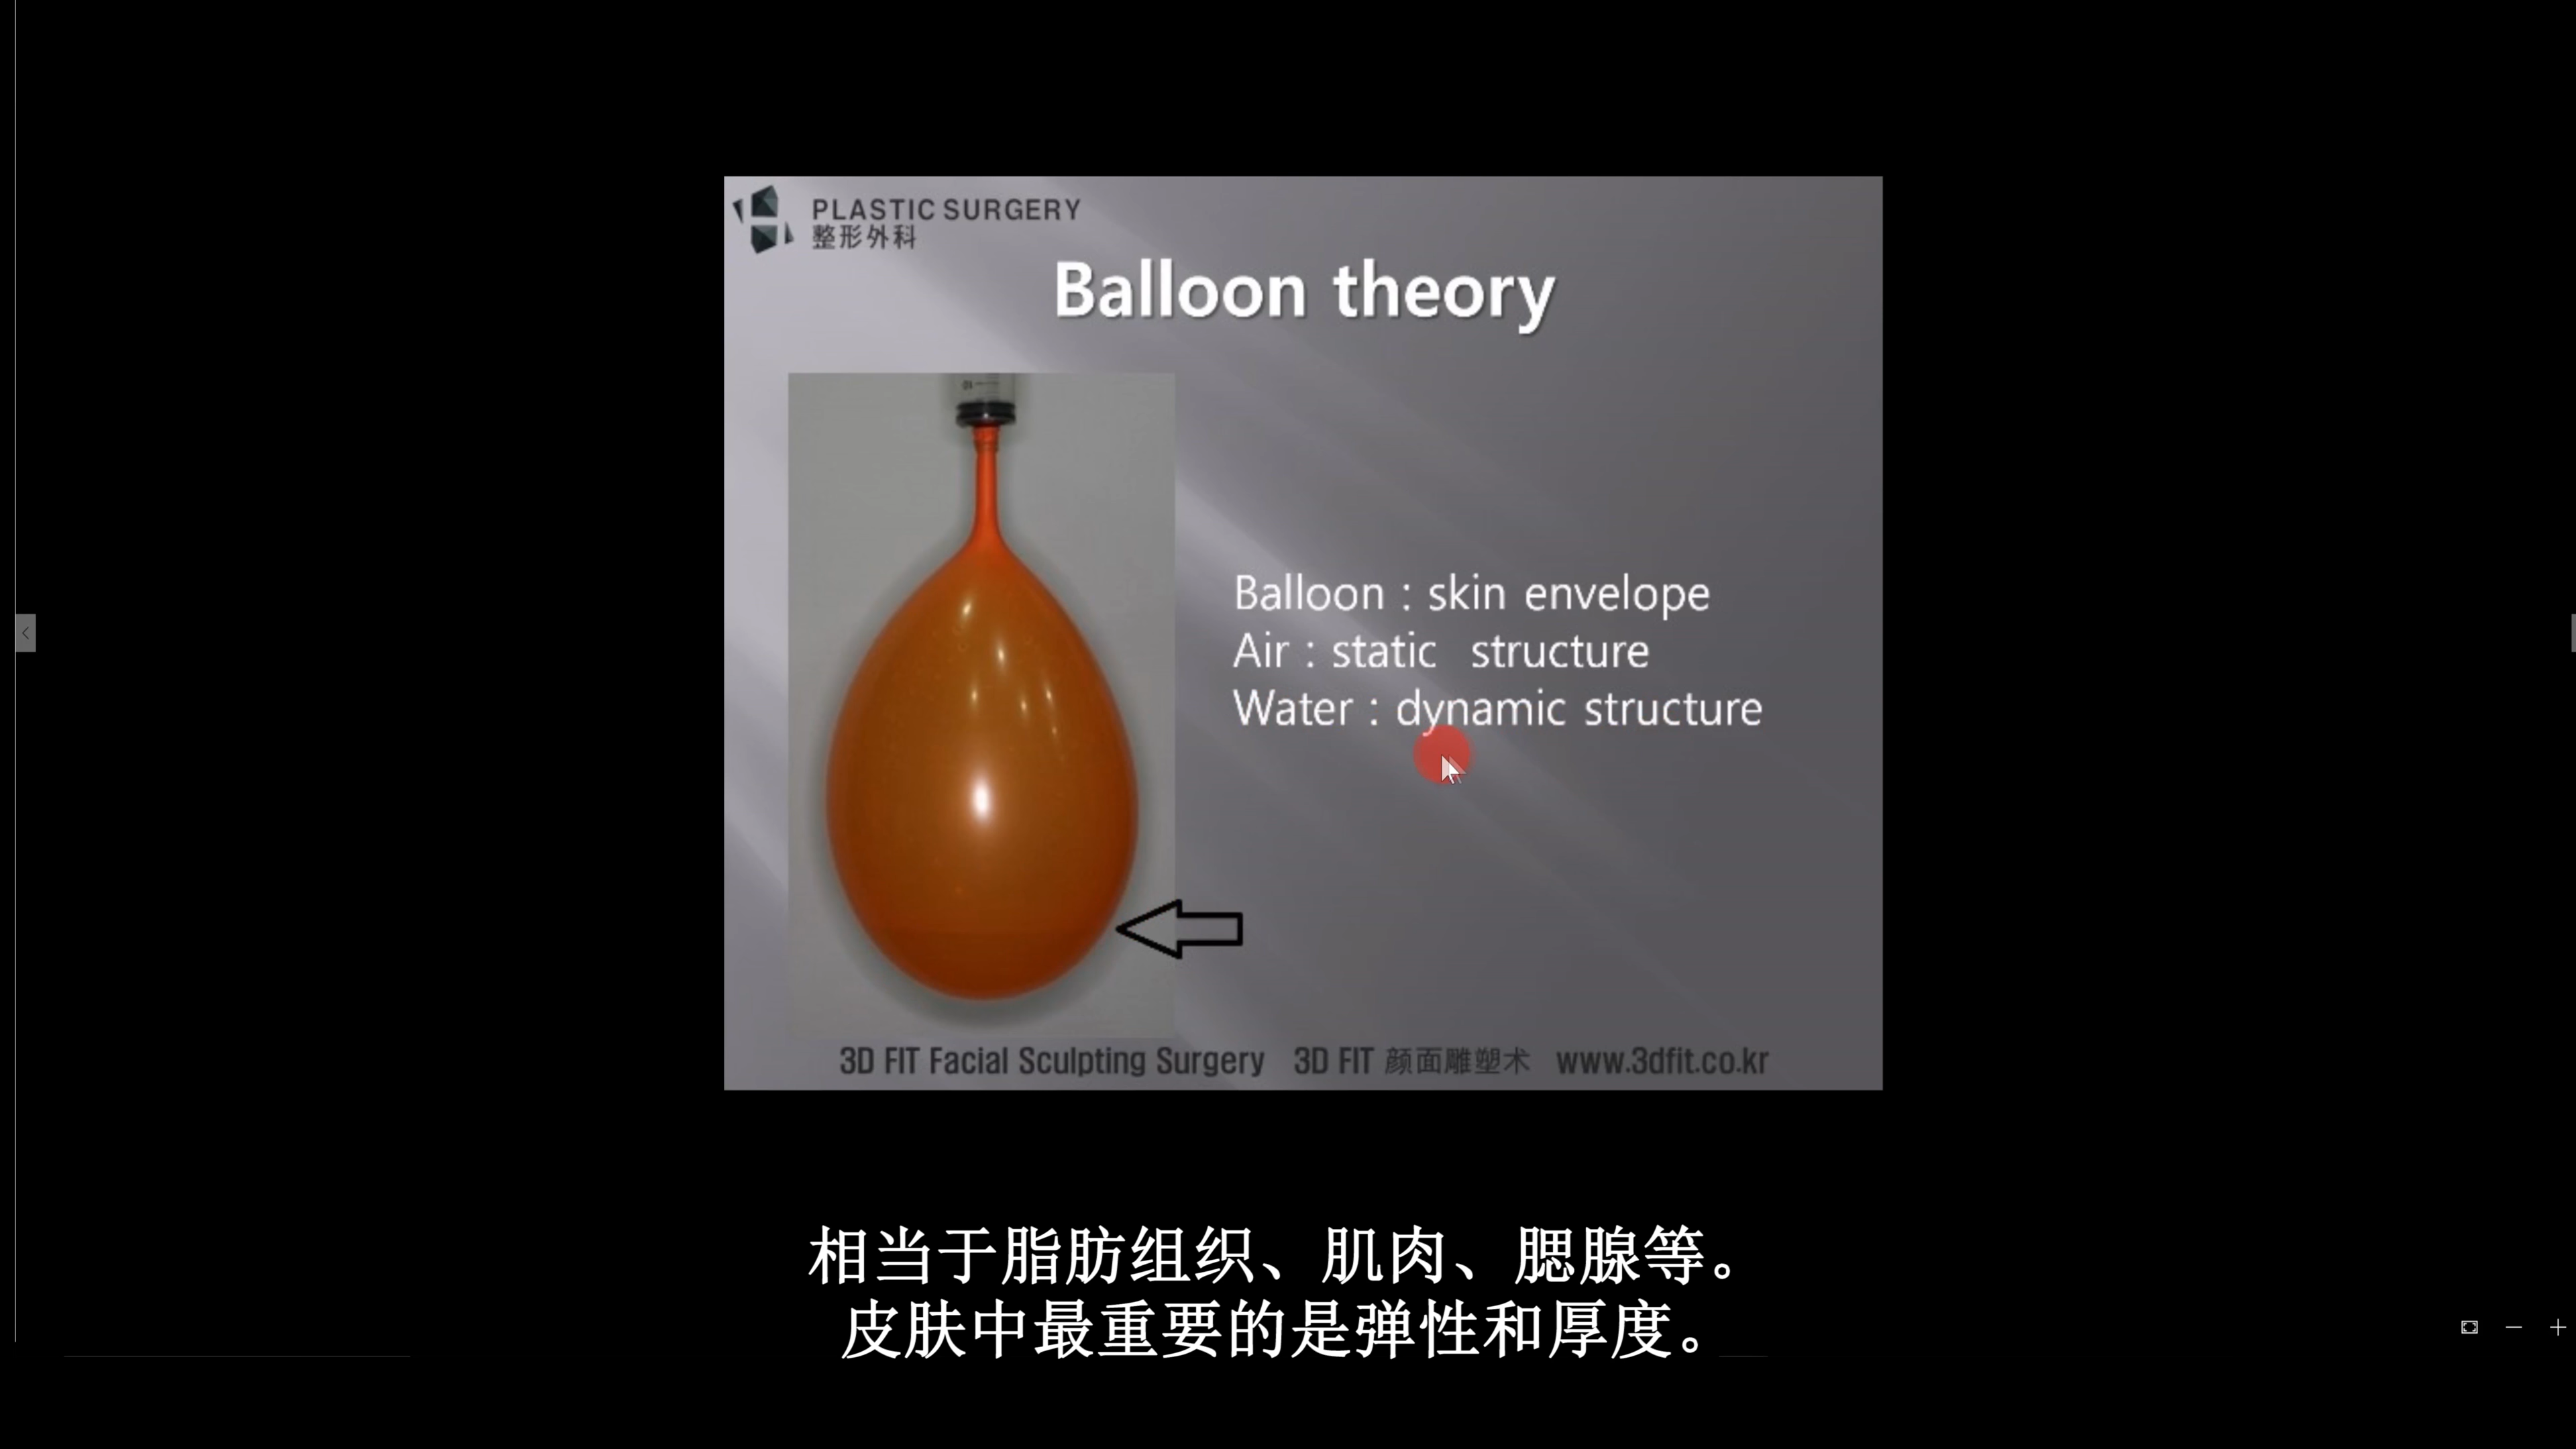 PLASTIC SURGERY
整形外科
Balloon theory
Balloon : skin envelope
Air : static structure
Water : dynamic structure
3D FIT Facial Sculpting Surgery 3D FIT 颜面雕塑术 www.3dfit.co.kr
相当于脂肪组织、肌肉、腮腺等。
皮肤中最重要的是弹性和厚度。